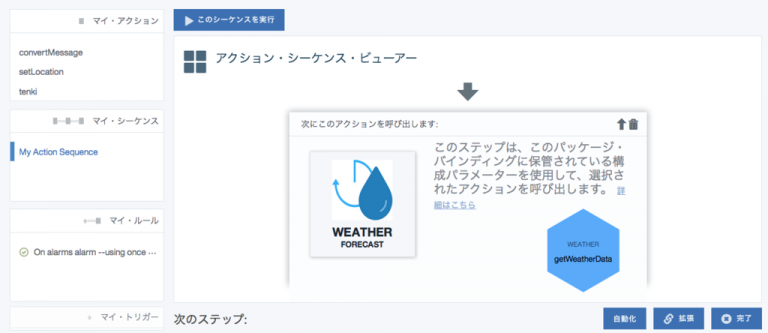 マイ・アクション
convertMessage
setLocation
tenki
マイ・シーケンス
My Action Sequence
マイ・ルール
On alarms alarm --using once ···
マイ・トリガー
このシーケンスを実行
アクション・シーケンス・ビューアー
次にこのアクションを呼び出します:
WEATHER
FORECAST
このステップは、このパッケージ・
バインディングに保管されている構
成パラメーターを使用して、選択さ
れたアクションを呼び出します。 詳
細はこちら
WEATHER
getWeatherData
次のステップ:
自動化
拡張
完了